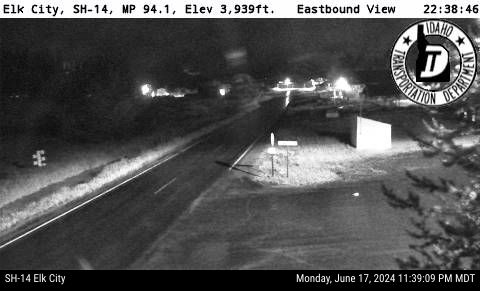 Elk City, SH-14, MP 94.1, Elev 3,939ft. Eastbound View 22:38:46
IDAHO
TRANSPORTATION DEPARTMENT
SH-14 Elk City Monday, June 17, 2024 11:39:09 PM MDT